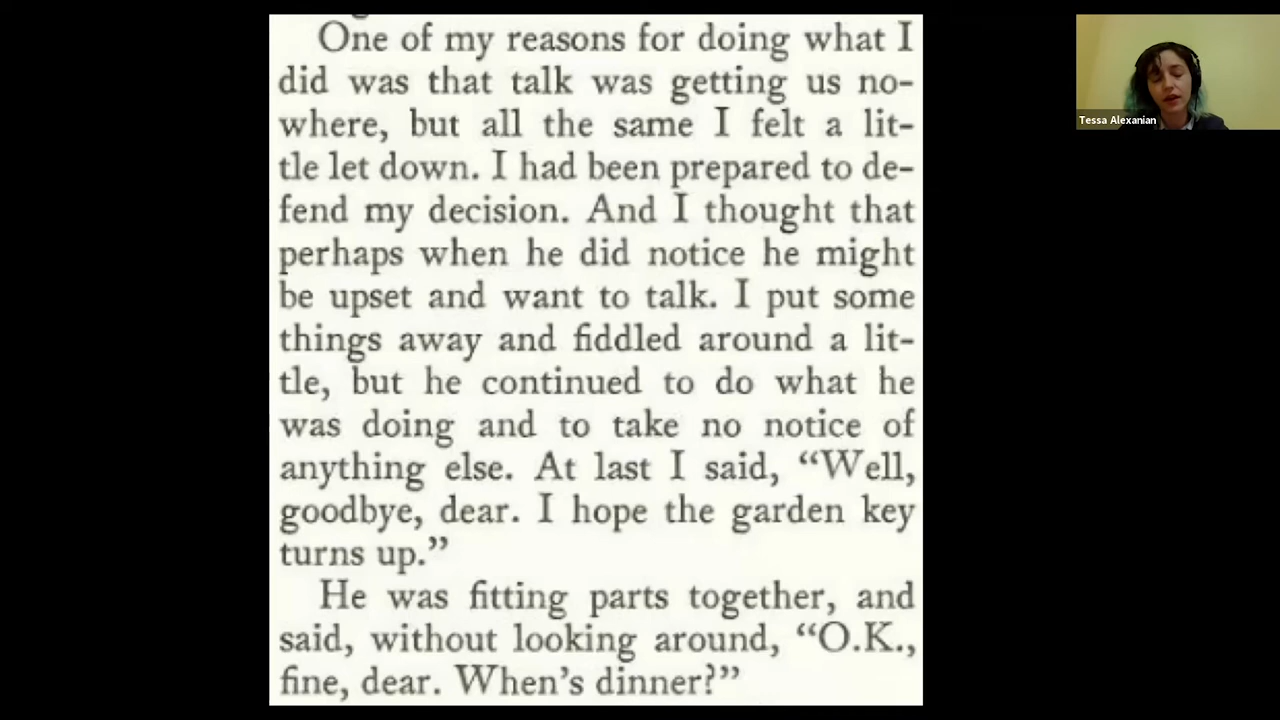 One of my reasons for doing what I
did was that talk was getting us no-
where, but all the same I felt a lit-
tle let down. I had been prepared to de-
fend my decision. And I thought that
perhaps when he did notice he might
be upset and want to talk. I put some
things away and fiddled around a lit-
tle, but he continued to do what he
was doing and to take no notice of
anything else. At last I said, “Well,
goodbye, dear. I hope the garden key
turns up.”
He was fitting parts together, and
said, without looking around, “O.K.,
fine, dear. When’s dinner?”
Tessa Alexanian